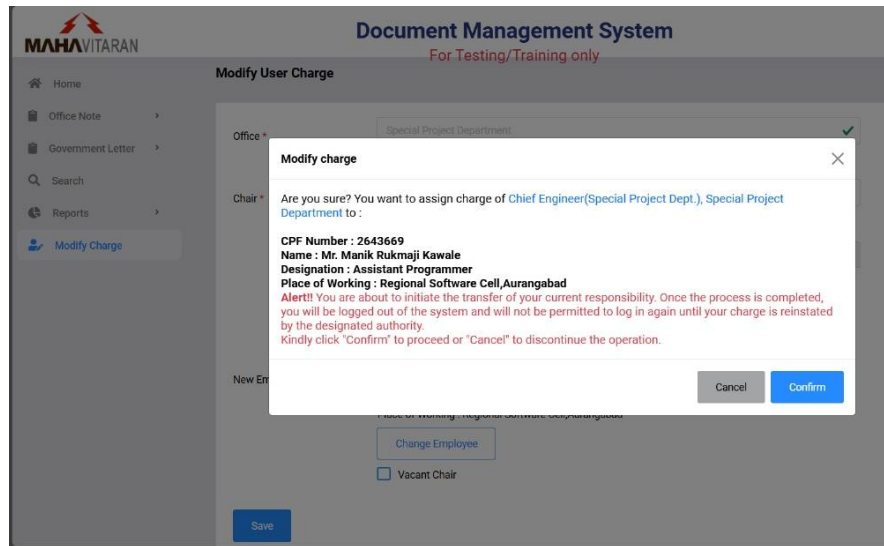 MAHAVITARAN
Document Management System
For Testing/Training only
Home
Office Note
Government Letter
Search
Reports
Modify Charge
Modify User Charge
Office *
Special Project Department
Chair *
Modify charge
Are you sure? You want to assign charge of Chief Engineer(Special Project Dept.), Special Project
Department to :
CPF Number : 2643669
Name : Mr. Manik Rukmaji Kawale
Designation : Assistant Programmer
Place of Working : Regional Software Cell,Aurangabad
Alert!! You are about to initiate the transfer of your current responsibility. Once the process is completed,
you will be logged out of the system and will not be permitted to log in again until your charge is reinstated
by the designated authority.
Kindly click "Confirm" to proceed or "Cancel" to discontinue the operation.
Cancel
Confirm
New Em
Place of Working : Regional Software Cell,Aurangabad
Change Employee
Vacant Chair
Save